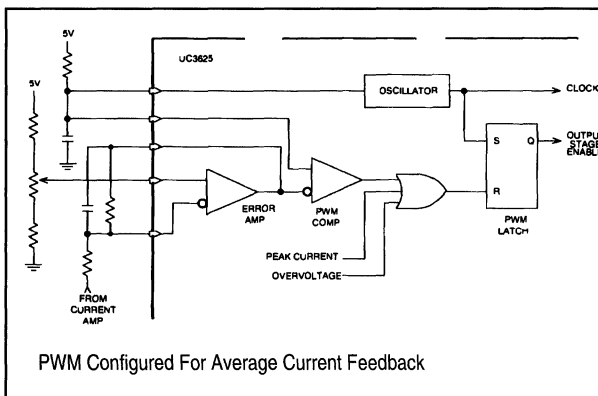 5V
UC3625
5V
OSCILLATOR
CLOCK
S Q
OUTPUT
STAGE
ENABLE
R
PWM
LATCH
ERROR
AMP
PWM
COMP
PEAK CURRENT
OVERVOLTAGE
FROM
CURRENT
AMP
PWM Configured For Average Current Feedback